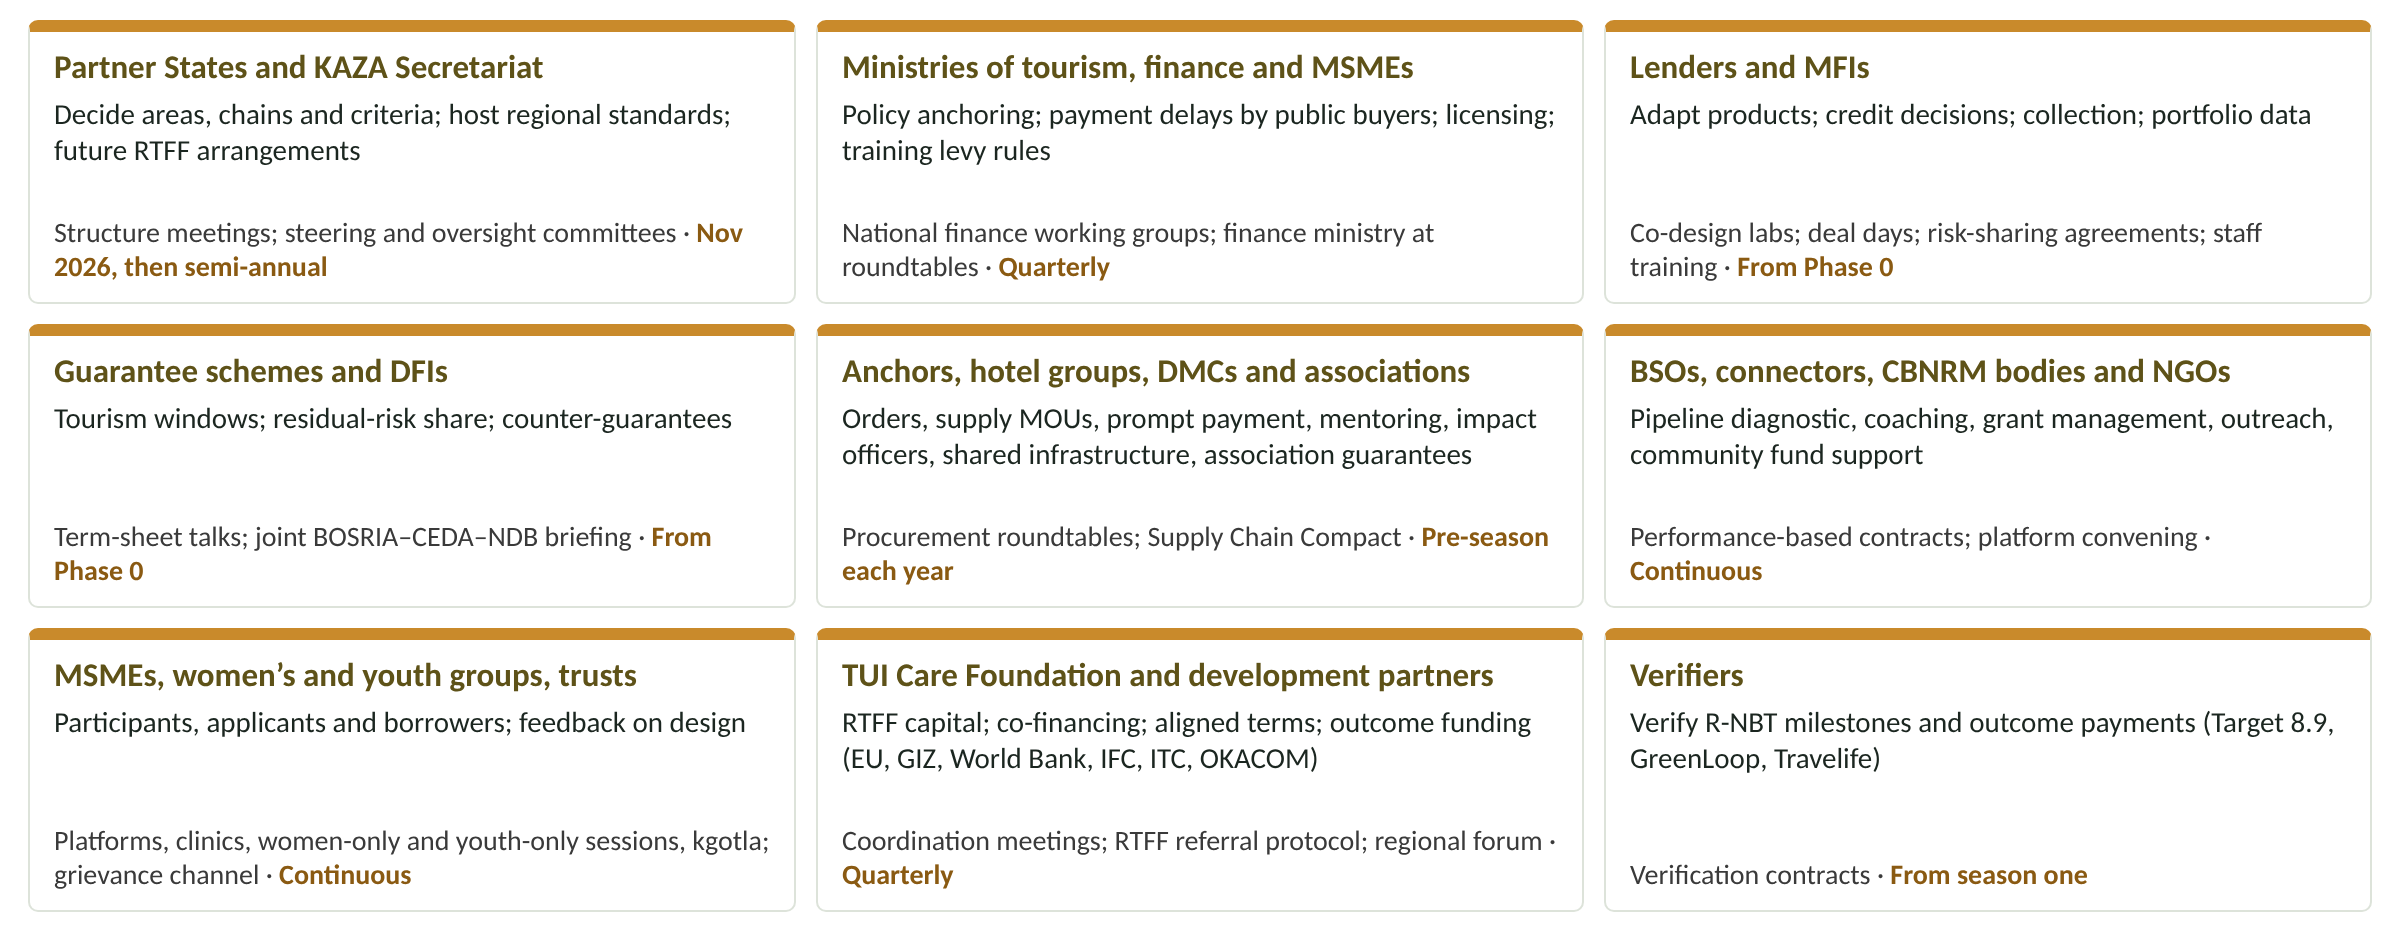 Partner States and KAZA Secretariat
Decide areas, chains and criteria; host regional standards;
future RTFF arrangements
Structure meetings; steering and oversight committees · Nov
2026, then semi-annual
Ministries of tourism, finance and MSMEs
Policy anchoring; payment delays by public buyers; licensing;
training levy rules
National finance working groups; finance ministry at
roundtables · Quarterly
Lenders and MFIs
Adapt products; credit decisions; collection; portfolio data
Co-design labs; deal days; risk-sharing agreements; staff
training · From Phase 0
Guarantee schemes and DFIs
Tourism windows; residual-risk share; counter-guarantees
Term-sheet talks; joint BOSRIA–CEDA–NDB briefing · From
Phase 0
Anchors, hotel groups, DMCs and associations
Orders, supply MOUs, prompt payment, mentoring, impact
officers, shared infrastructure, association guarantees
Procurement roundtables; Supply Chain Compact · Pre-season
each year
BSOs, connectors, CBNRM bodies and NGOs
Pipeline diagnostic, coaching, grant management, outreach,
community fund support
Performance-based contracts; platform convening ·
Continuous
MSMEs, women’s and youth groups, trusts
Participants, applicants and borrowers; feedback on design
Platforms, clinics, women-only and youth-only sessions, kgotla;
grievance channel · Continuous
TUI Care Foundation and development partners
RTFF capital; co-financing; aligned terms; outcome funding
(EU, GIZ, World Bank, IFC, ITC, OKACOM)
Coordination meetings; RTFF referral protocol; regional forum ·
Quarterly
Verifiers
Verify R-NBT milestones and outcome payments (Target 8.9,
GreenLoop, Travelife)
Verification contracts · From season one